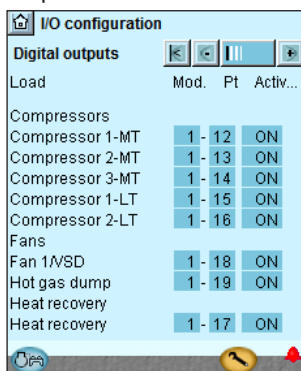 I/O configuration
Digital outputs
Load Mod. Pt Activ...
Compressors
Compressor 1-MT 1 - 12 ON
Compressor 2-MT 1 - 13 ON
Compressor 3-MT 1 - 14 ON
Compressor 1-LT 1 - 15 ON
Compressor 2-LT 1 - 16 ON
Fans
Fan 1/VSD 1 - 18 ON
Hot gas dump 1 - 19 ON
Heat recovery
Heat recovery 1 - 17 ON